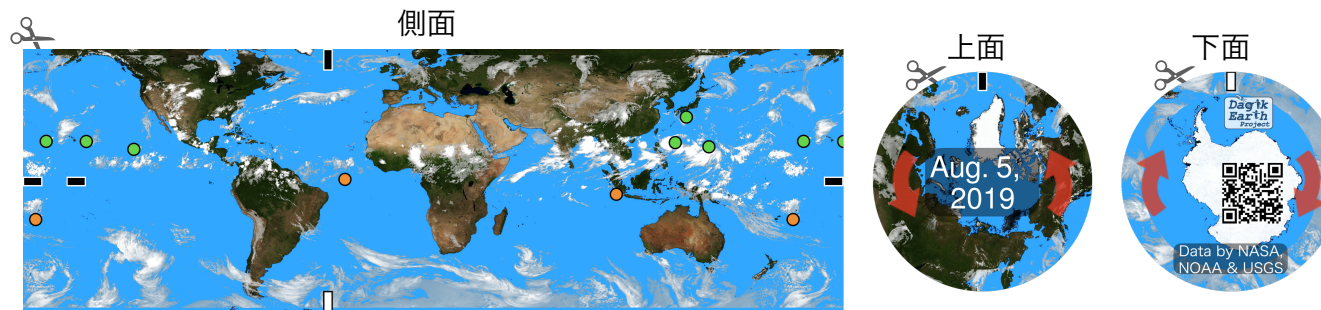 側面
上面
Aug. 5,
2019
下面
Dagik
Earth
Project
Data by NASA,
NOAA & USGS